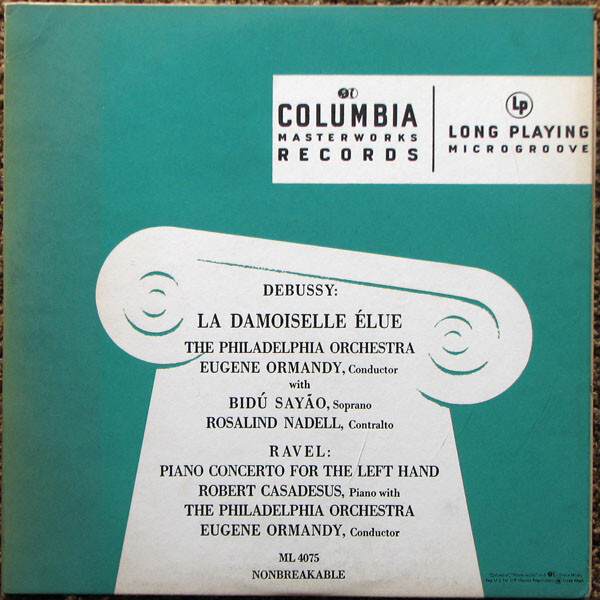 COLUMBIA
MASTERWORKS
RECORDS
LP
LONG PLAYING
MICROGROOVE
DEBUSSY:
LA DAMOISELLE ÉLUE
THE PHILADELPHIA ORCHESTRA
EUGENE ORMANDY, Conductor
with
BIDÚ SAYÃO, Soprano
ROSALIND NADELL, Contralto
RAVEL:
PIANO CONCERTO FOR THE LEFT HAND
ROBERT CASADESUS, Piano with
THE PHILADELPHIA ORCHESTRA
EUGENE ORMANDY, Conductor
ML 4075
NONBREAKABLE